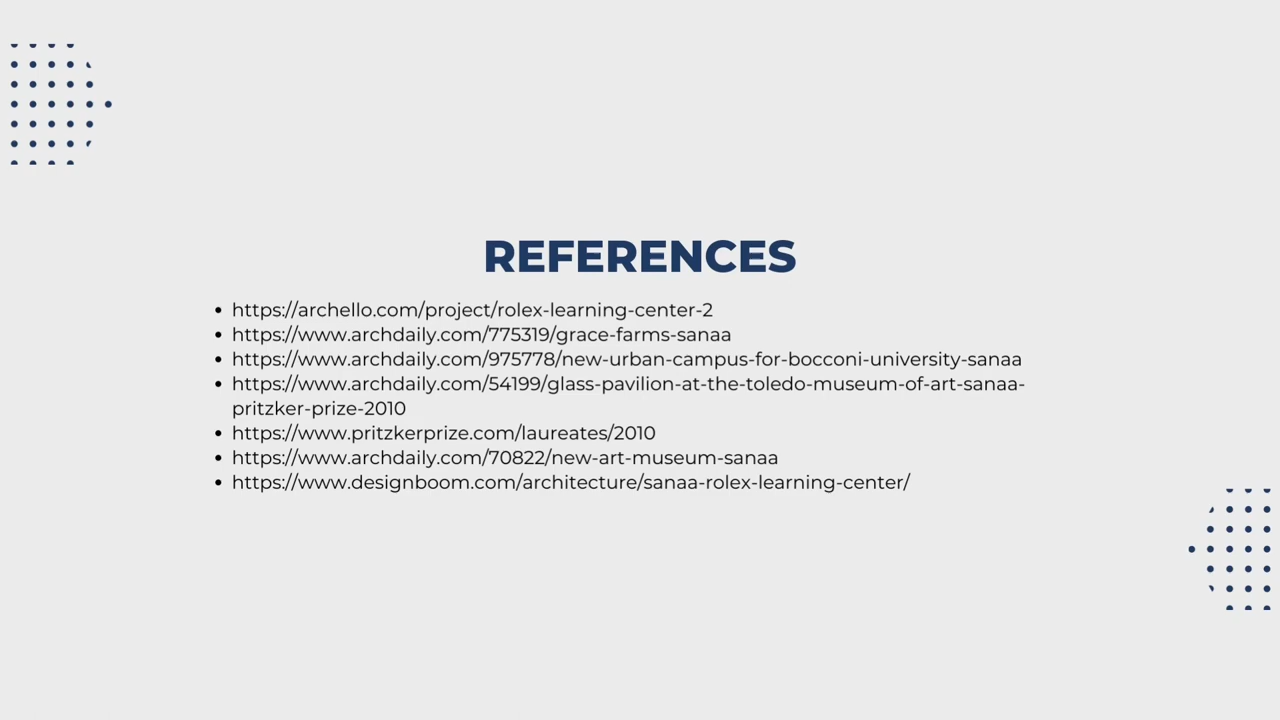 REFERENCES
• https://archello.com/project/rolex-learning-center-2
• https://www.archdaily.com/775319/grace-farms-sanaa
• https://www.archdaily.com/975778/new-urban-campus-for-bocconi-university-sanaa
• https://www.archdaily.com/54199/glass-pavilion-at-the-toledo-museum-of-art-sanaa-
pritzker-prize-2010
• https://www.pritzkerprize.com/laureates/2010
• https://www.archdaily.com/70822/new-art-museum-sanaa
• https://www.designboom.com/architecture/sanaa-rolex-learning-center/